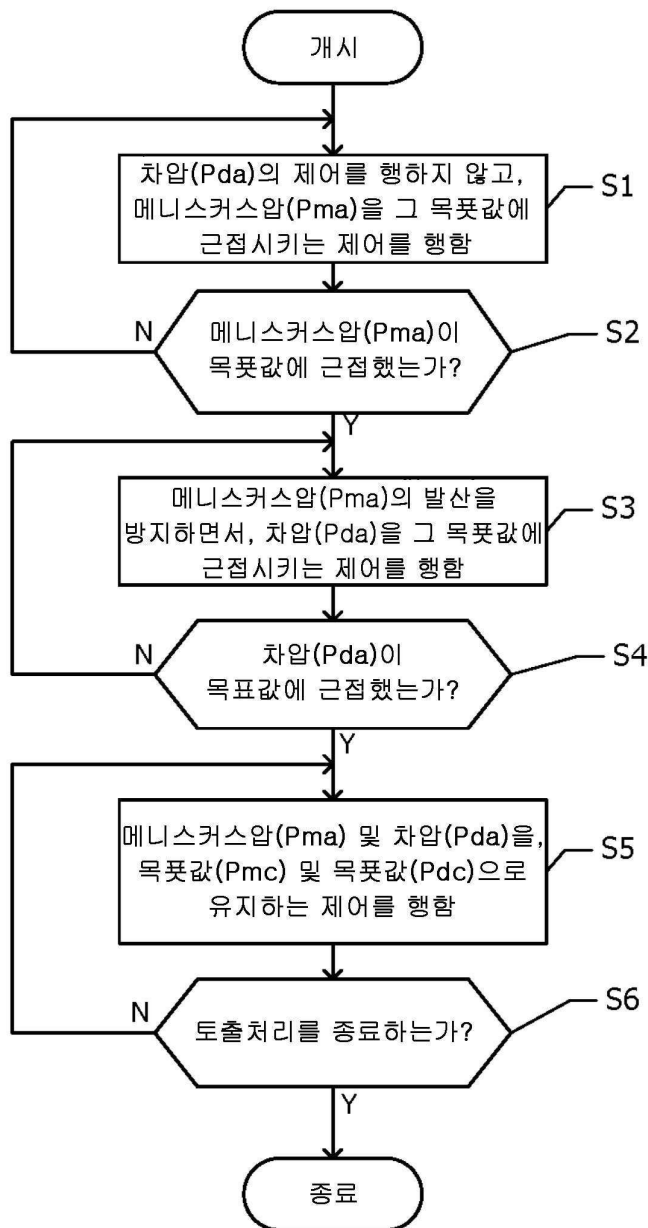 개시
차압(Pda)의 제어를 행하지 않고,
메니스커스압(Pma)을 그 목푯값에
근접시키는 제어를 행함
S1
메니스커스압(Pma)이
목푯값에 근접했는가?
S2
N
Y
메니스커스압(Pma)의 발산을
방지하면서, 차압(Pda)을 그 목푯값에
근접시키는 제어를 행함
S3
차압(Pda)이
목표값에 근접했는가?
S4
N
Y
메니스커스압(Pma) 및 차압(Pda)을,
목푯값(Pmc) 및 목푯값(Pdc)으로
유지하는 제어를 행함
S5
토출처리를 종료하는가?
S6
N
Y
종료